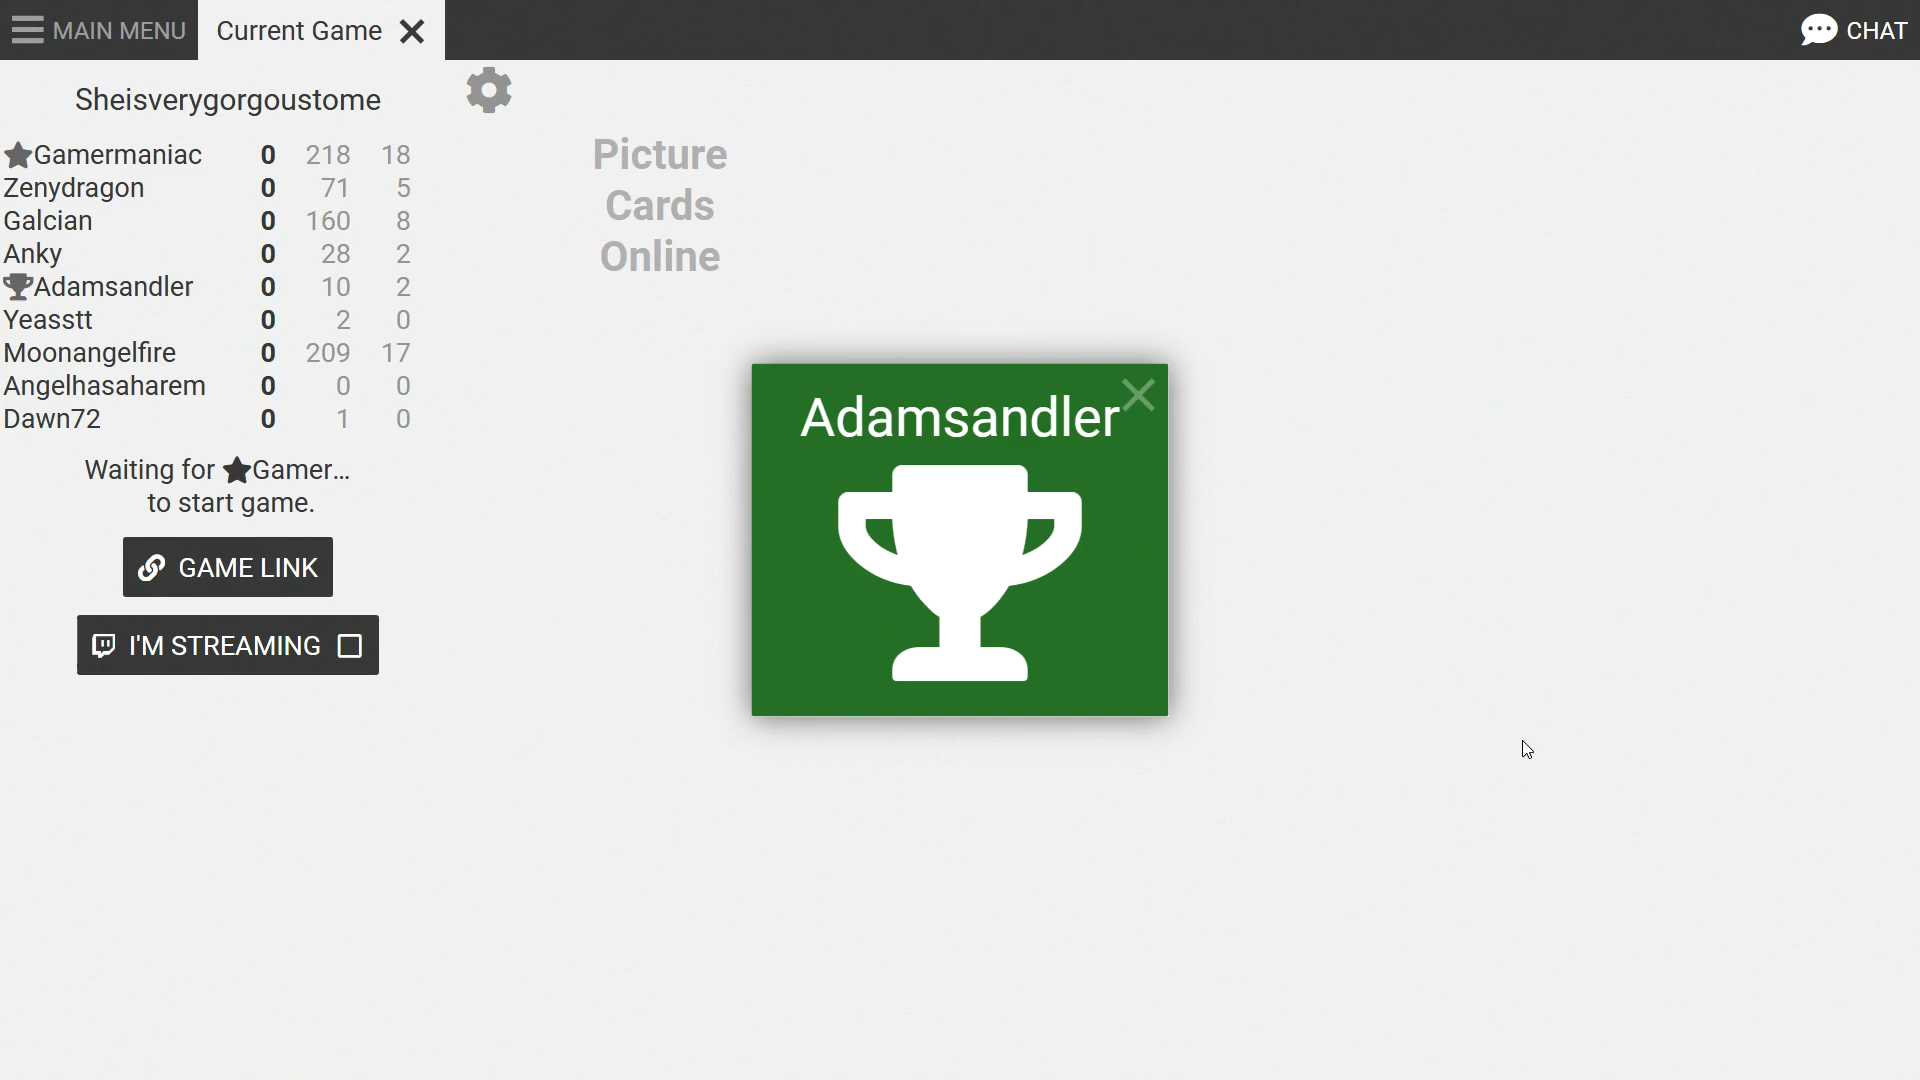 MAIN MENU
Current Game
CHAT
Sheisverygorgoustome
Gamermaniac 0 218 18
Zenydragon 0 71 5
Galcian 0 160 8
Anky 0 28 2
Adamsandler 0 10 2
Yeasstt 0 2 0
Moonangelfire 0 209 17
Angelhasaharem 0 0 0
Dawn72 0 1 0
Waiting for Gamer...
to start game.
GAME LINK
I'M STREAMING
Picture
Cards
Online
Adamsandler